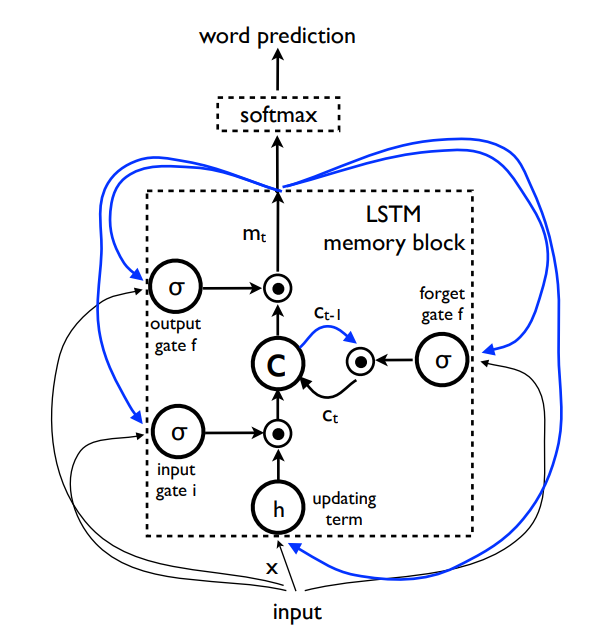 word prediction
softmax
LSTM
memory block
mt
σ
output
gate f
forget
gate f
ct-1
σ
C
ct
σ
input
gate i
h
updating
term
x
input